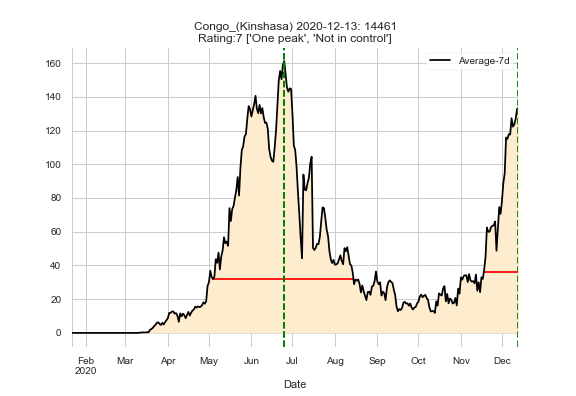 Congo_(Kinshasa) 2020-12-13: 14461
Rating:7 ['One peak', 'Not in control']
Average-7d
160
140
120
100
80
60
40
20
0
Feb
2020
Mar
Apr
May
Jun
Jul
Aug
Sep
Oct
Nov
Dec
Date